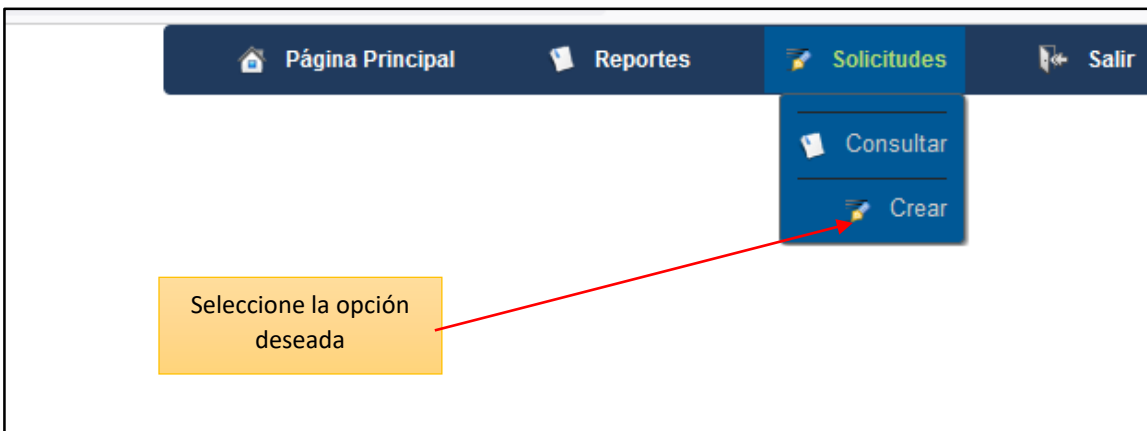 Página Principal
Reportes
Solicitudes
Salir
Consultar
Crear
Seleccione la opción
deseada